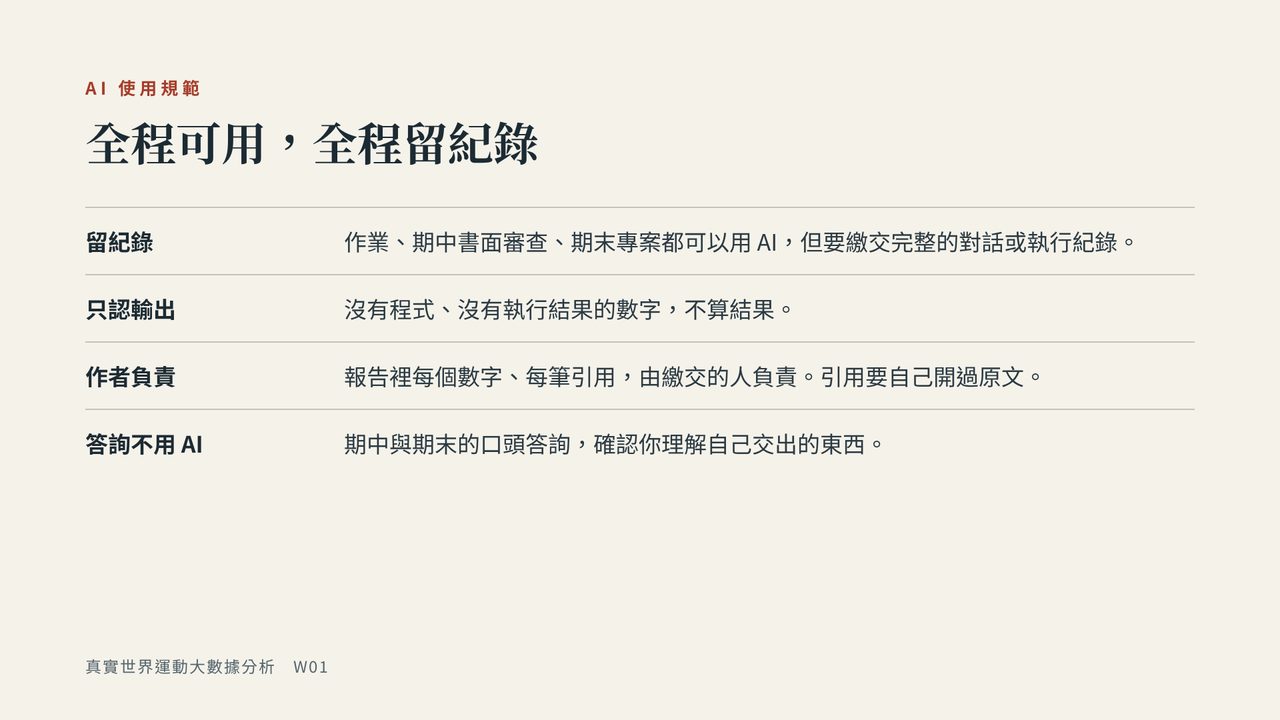 AI 使用規範
全程可用，全程留紀錄
留紀錄
作業、期中書面審查、期末專案都可以用 AI，但要繳交完整的對話或執行紀錄。
只認輸出
沒有程式、沒有執行結果的數字，不算結果。
作者負責
報告裡每個數字、每筆引用，由繳交的人負責。引用要自己開過原文。
答詢不用 AI
期中與期末的口頭答詢，確認你理解自己交出的東西。
真實世界運動大數據分析 W01